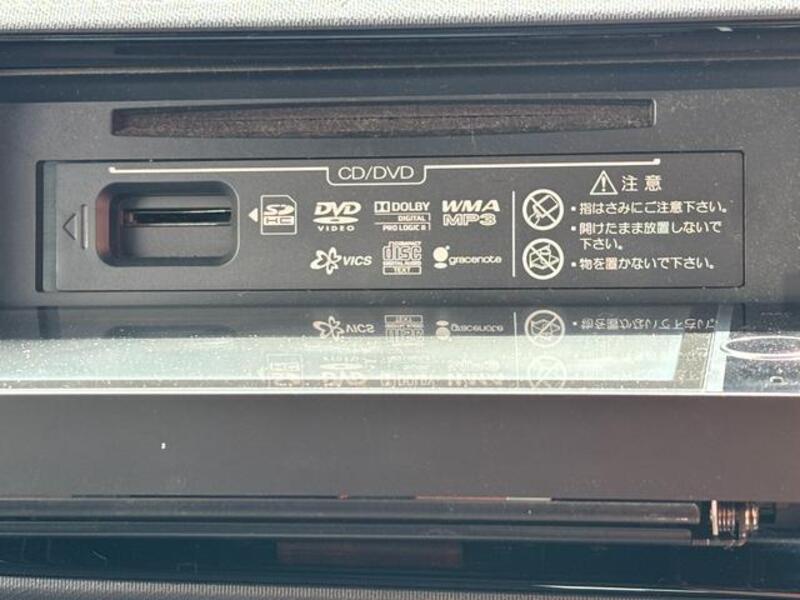 CD/DVD
SD
HC
DVD
VIDEO
DOLBY
DIGITAL
PRO LOGIC II
WMA
MP3
VICS
COMPACT
disc
DIGITAL AUDIO
TEXT
gracenote
注意
・指はさみにご注意下さい。
・開けたまま放置しないで
下さい。
・物を置かないで下さい。